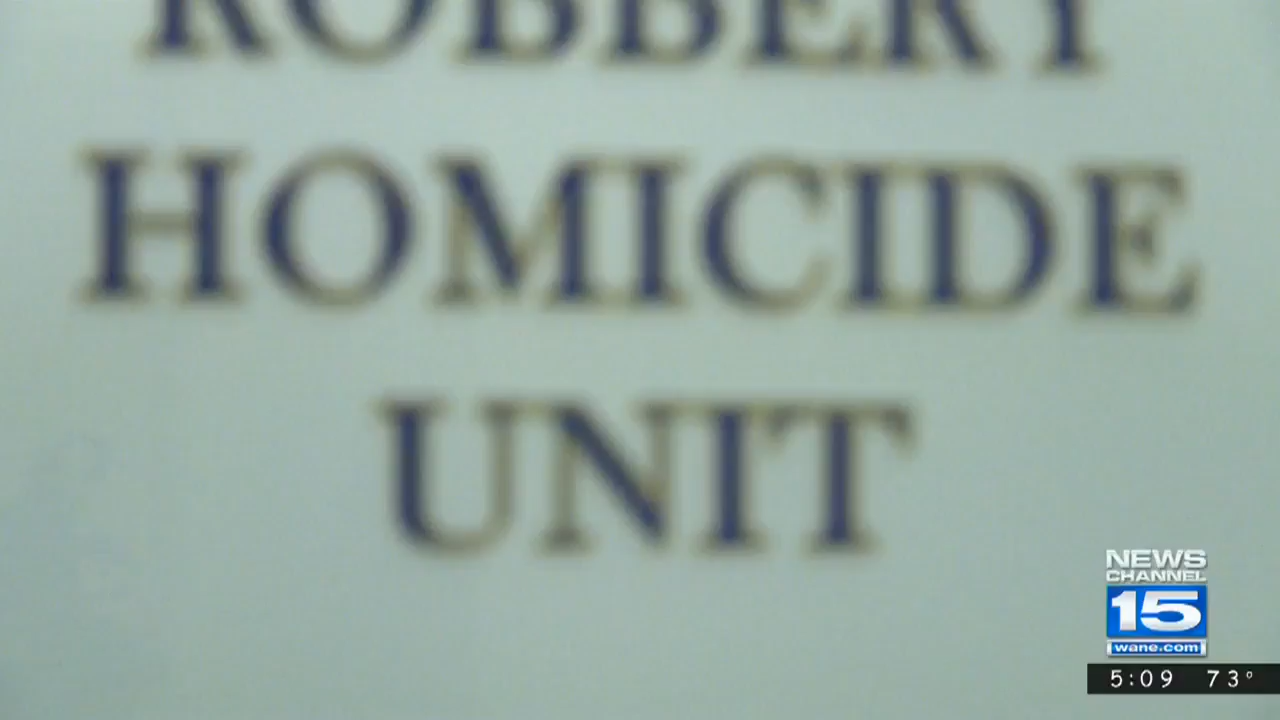 ROBBERY
HOMICIDE
UNIT
NEWS
CHANNEL
15
wane.com
5:09 73°